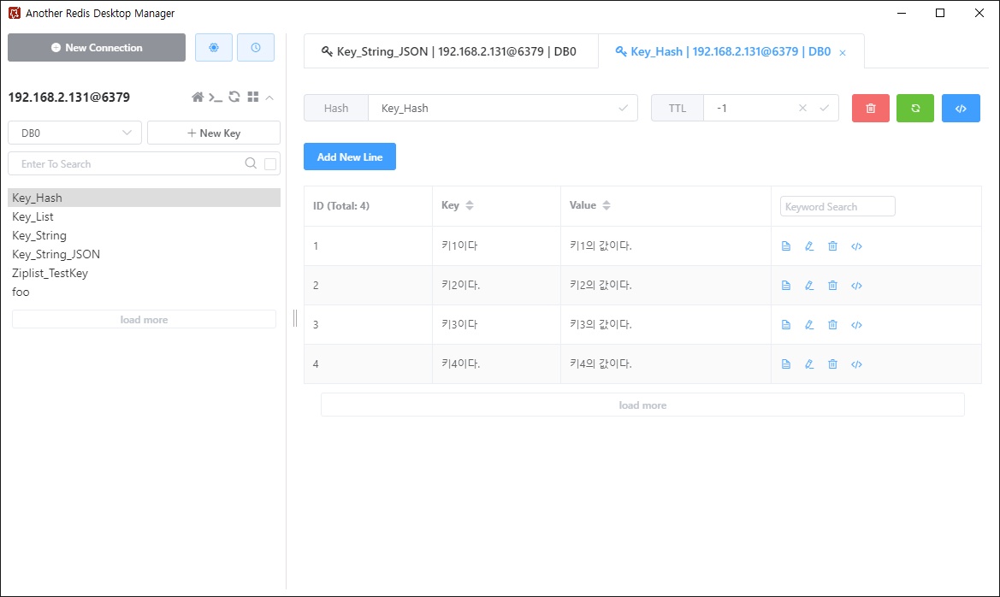 Another Redis Desktop Manager
New Connection
192.168.2.131@6379
DB0
New Key
Enter To Search
Key_Hash
Key_List
Key_String
Key_String_JSON
Ziplist_TestKey
foo
load more
Key_String_JSON | 192.168.2.131@6379 | DB0
Key_Hash | 192.168.2.131@6379 | DB0
Hash Key_Hash
TTL -1
Add New Line
ID (Total: 4) Key Value Keyword Search
1 키1이다 키1의 값이다.
2 키2이다. 키2의 값이다.
3 키3이다 키3의 값이다.
4 키4이다. 키4의 값이다.
load more